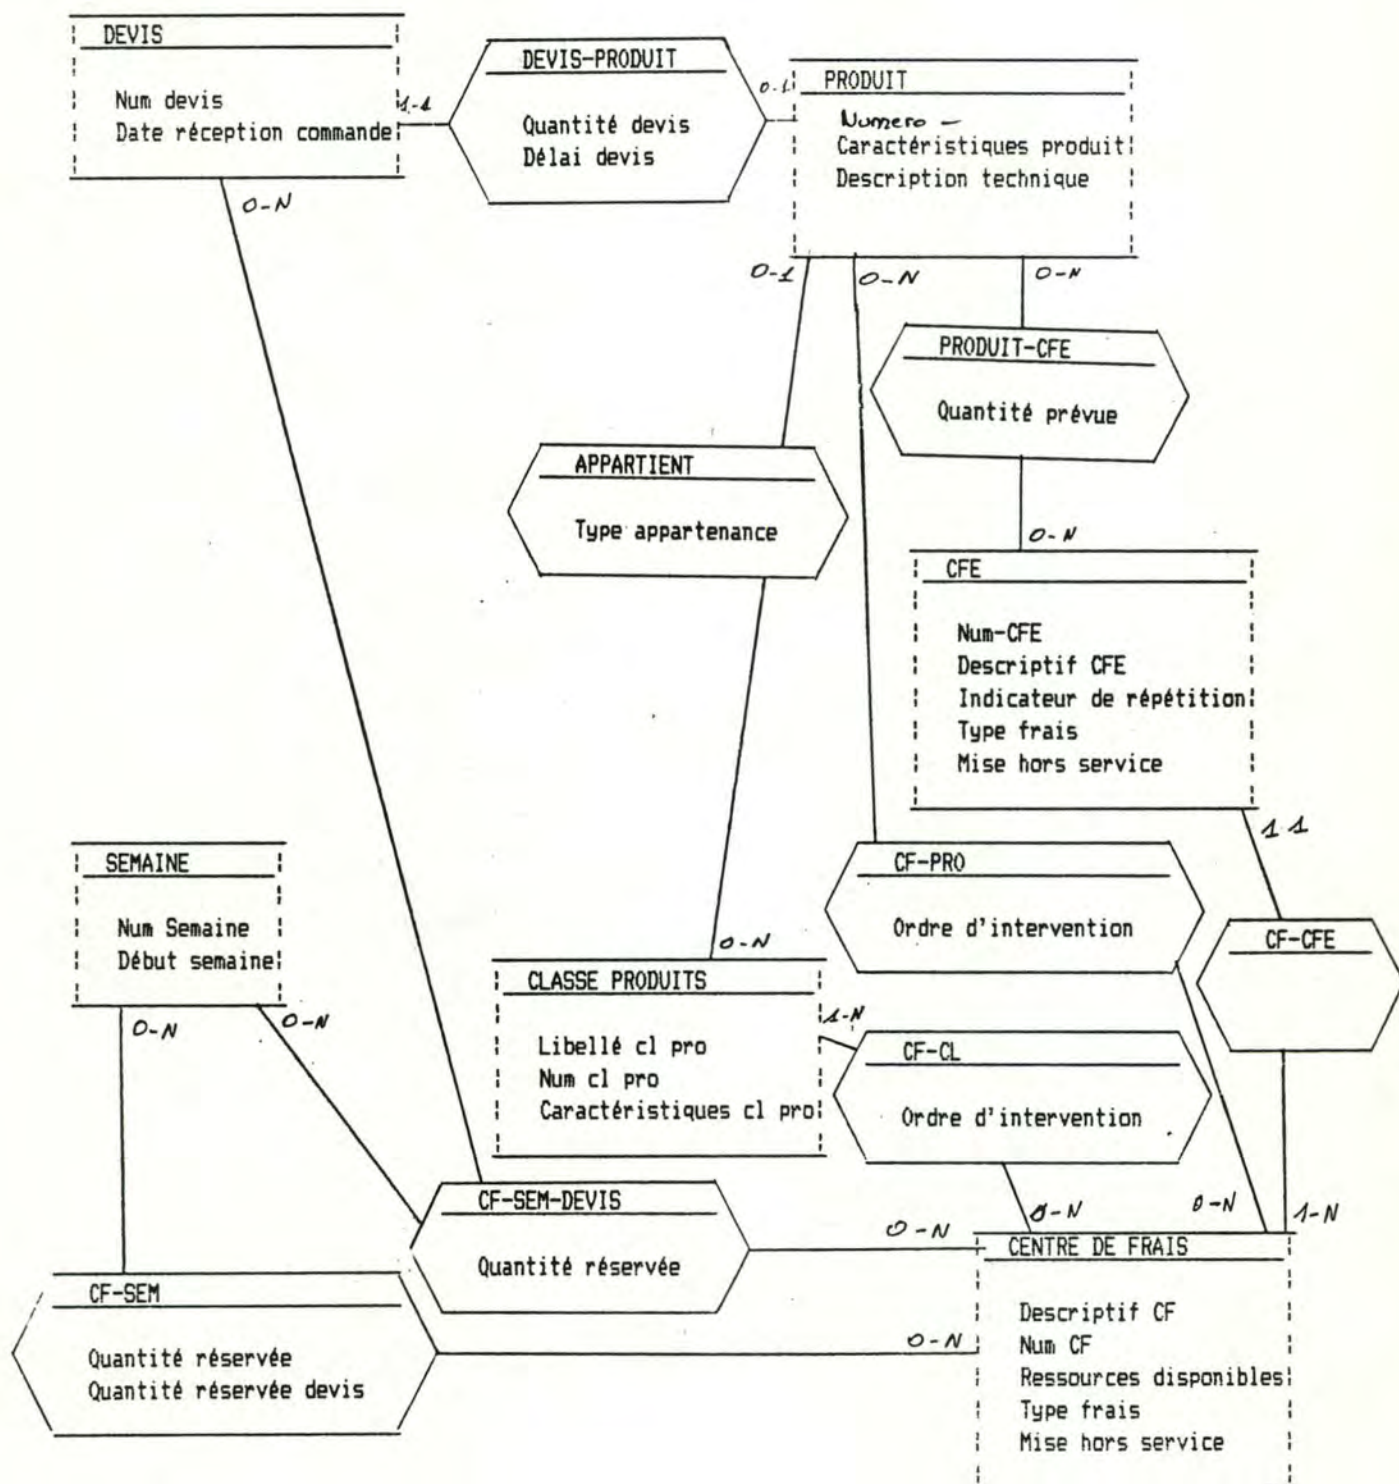 DEVIS
Num devis
Date réception commande
1-1
DEVIS-PRODUIT
Quantité devis
Délai devis
0-1
PRODUIT
Numero -
Caractéristiques produit
Description technique
0-N
0-1
0-N
0-N
PRODUIT-CFE
Quantité prévue
0-N
APPARTIENT
Type appartenance
CFE
Num-CFE
Descriptif CFE
Indicateur de répétition
Type frais
Mise hors service
1 1
SEMAINE
Num Semaine
Début semaine
0-N
0-N
CF-PRO
Ordre d'intervention
CF-CFE
0-N
CLASSE PRODUITS
Libellé cl pro
Num cl pro
Caractéristiques cl pro
1-N
CF-CL
Ordre d'intervention
CF-SEM-DEVIS
Quantité réservée
0-N
0-N
0-N
1-N
CENTRE DE FRAIS
Descriptif CF
Num CF
Ressources disponibles
Type frais
Mise hors service
CF-SEM
Quantité réservée
Quantité réservée devis
0-N